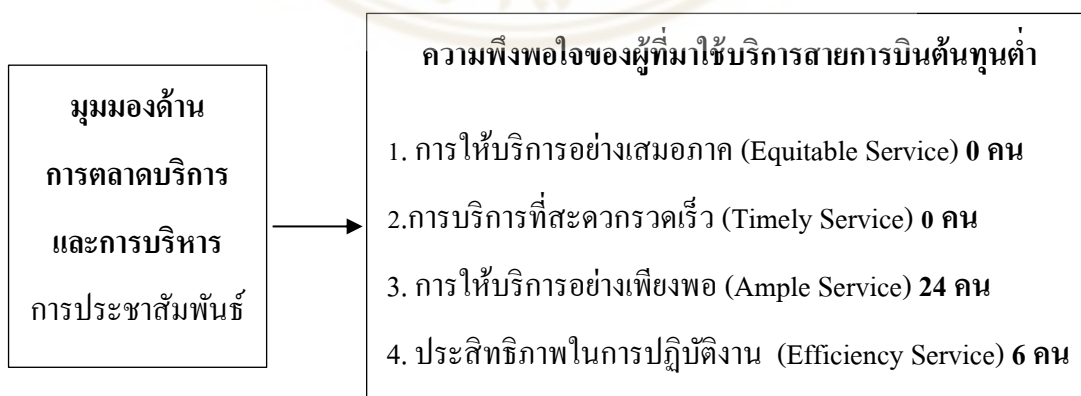 มุมมองด้าน
การตลาดบริการ
และการบริหาร
การประชาสัมพันธ์
ความพึงพอใจของผู้ที่มาใช้บริการสายการบินต้นทุนต่ำ
1. การให้บริการอย่างเสมอภาค (Equitable Service) 0 คน
2.การบริการที่สะดวกรวดเร็ว (Timely Service) 0 คน
3. การให้บริการอย่างเพียงพอ (Ample Service) 24 คน
4. ประสิทธิภาพในการปฏิบัติงาน (Efficiency Service) 6 คน